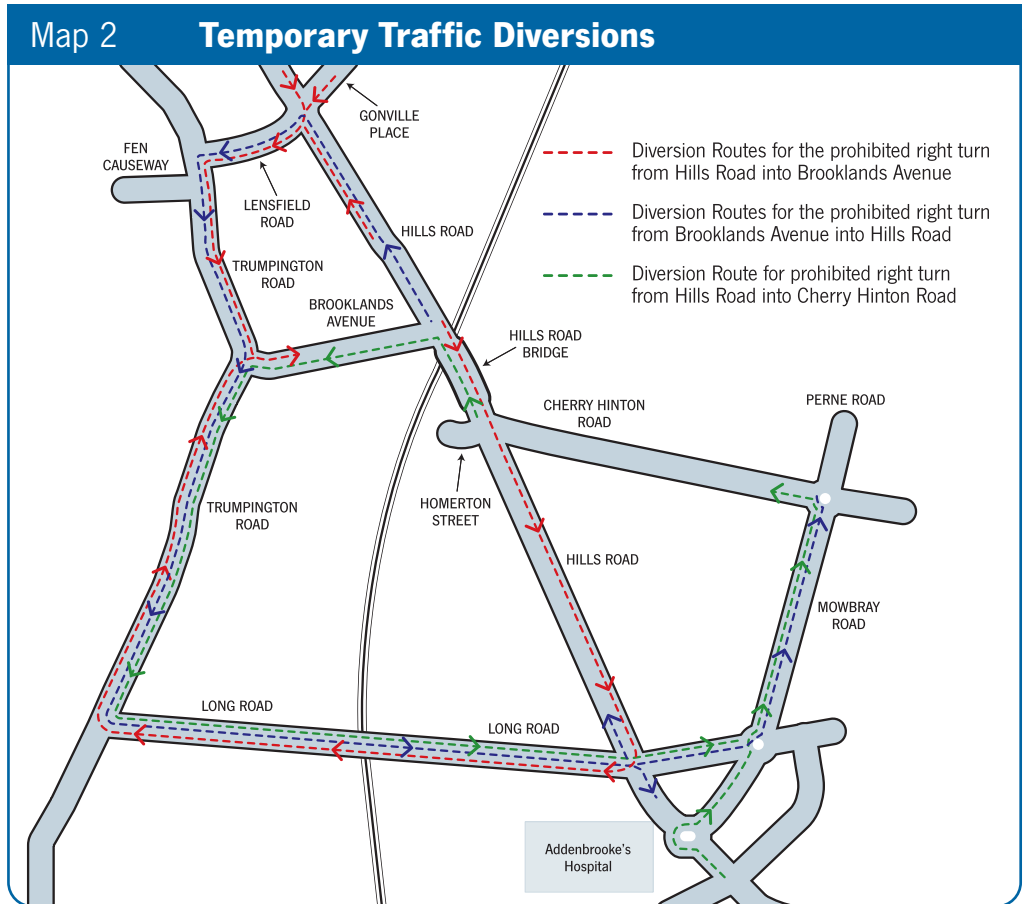 Map 2 Temporary Traffic Diversions
GONVILLE
PLACE
FEN
CAUSEWAY
Diversion Routes for the prohibited right turn
from Hills Road into Brooklands Avenue
LENSFIELD
ROAD
Diversion Routes for the prohibited right turn
from Brooklands Avenue into Hills Road
HILLS ROAD
TRUMPINGTON
ROAD
Diversion Route for prohibited right turn
from Hills Road into Cherry Hinton Road
BROOKLANDS
AVENUE
HILLS ROAD
BRIDGE
CHERRY HINTON
ROAD
PERNE ROAD
TRUMPINGTON
ROAD
HOMERTON
STREET
HILLS ROAD
MOWBRAY
ROAD
LONG ROAD
LONG ROAD
Addenbrooke's
Hospital